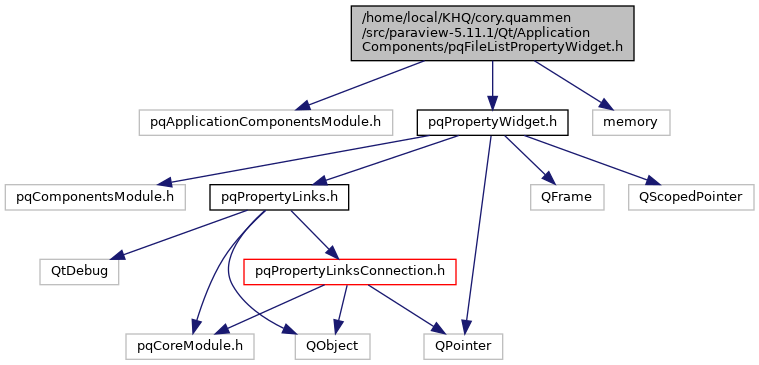 /home/local/KHQ/cory.quammen
/src/paraview-5.11.1/Qt/Application
Components/pqFileListPropertyWidget.h
pqApplicationComponentsModule.h
pqPropertyWidget.h
memory
pqComponentsModule.h
pqPropertyLinks.h
QFrame
QScopedPointer
QtDebug
pqPropertyLinksConnection.h
pqCoreModule.h
QObject
QPointer